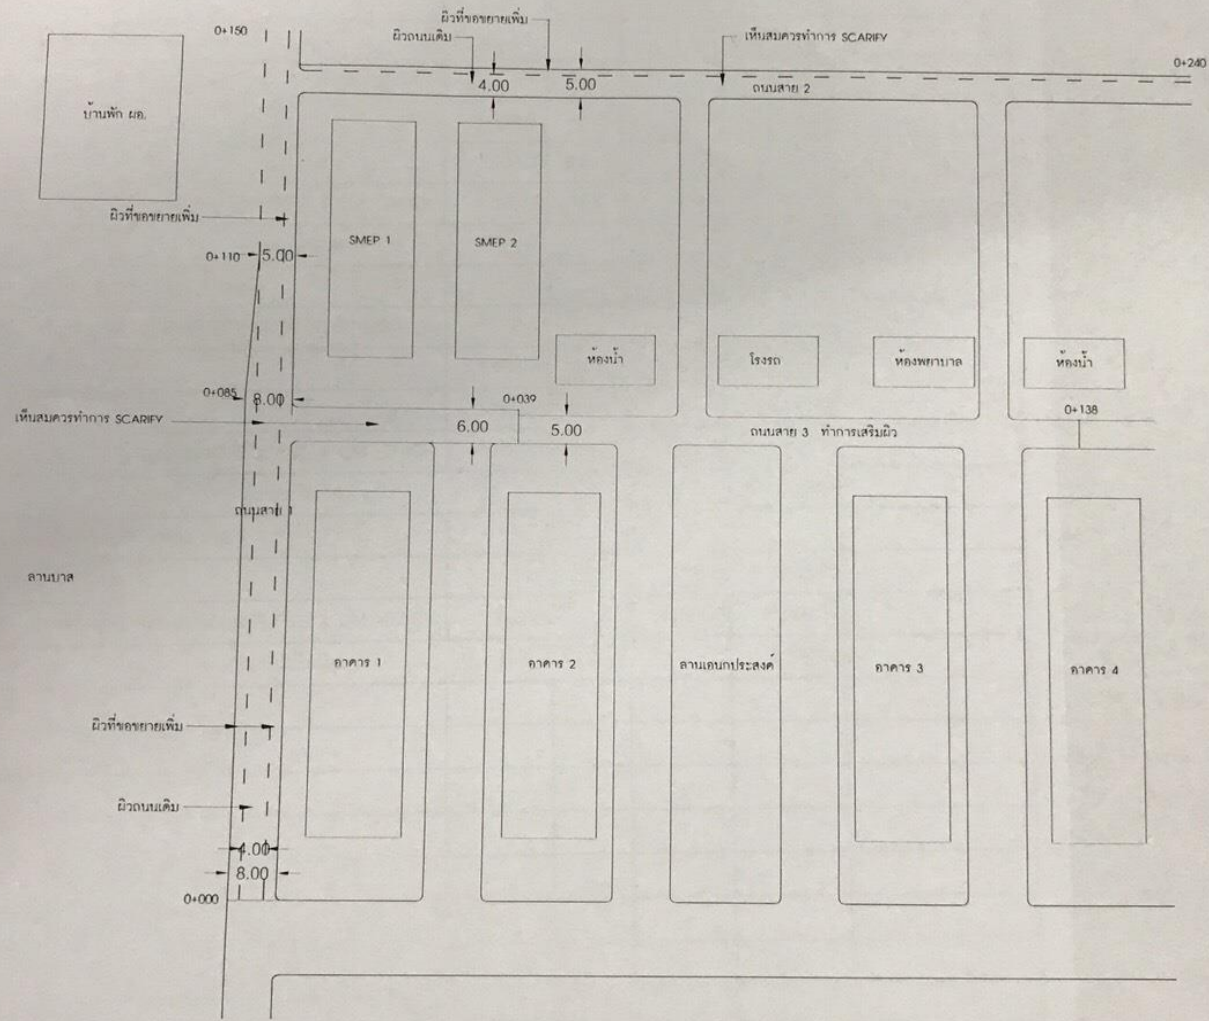 ผิวที่ขอขยายเพิ่ม
0+150
ผิวถนนเดิม
เห็นสมควรทำการ SCARIFY
0+240
4.00
5.00
ถนนสาย 2
บ้านพัก ผอ.
ผิวที่ขอขยายเพิ่ม
SMEP 1
SMEP 2
0+110
5.00
ห้องน้ำ
โรงรถ
ห้องพยาบาล
ห้องน้ำ
0+085
8.00
0+039
0+138
เห็นสมควรทำการ SCARIFY
6.00
5.00
ถนนสาย 3 ทำการเสริมผิว
ถนนสาย 1
ลานบาส
อาคาร 1
อาคาร 2
ลานเอนกประสงค์
อาคาร 3
อาคาร 4
ผิวที่ขอขยายเพิ่ม
ผิวถนนเดิม
4.00
8.00
0+000